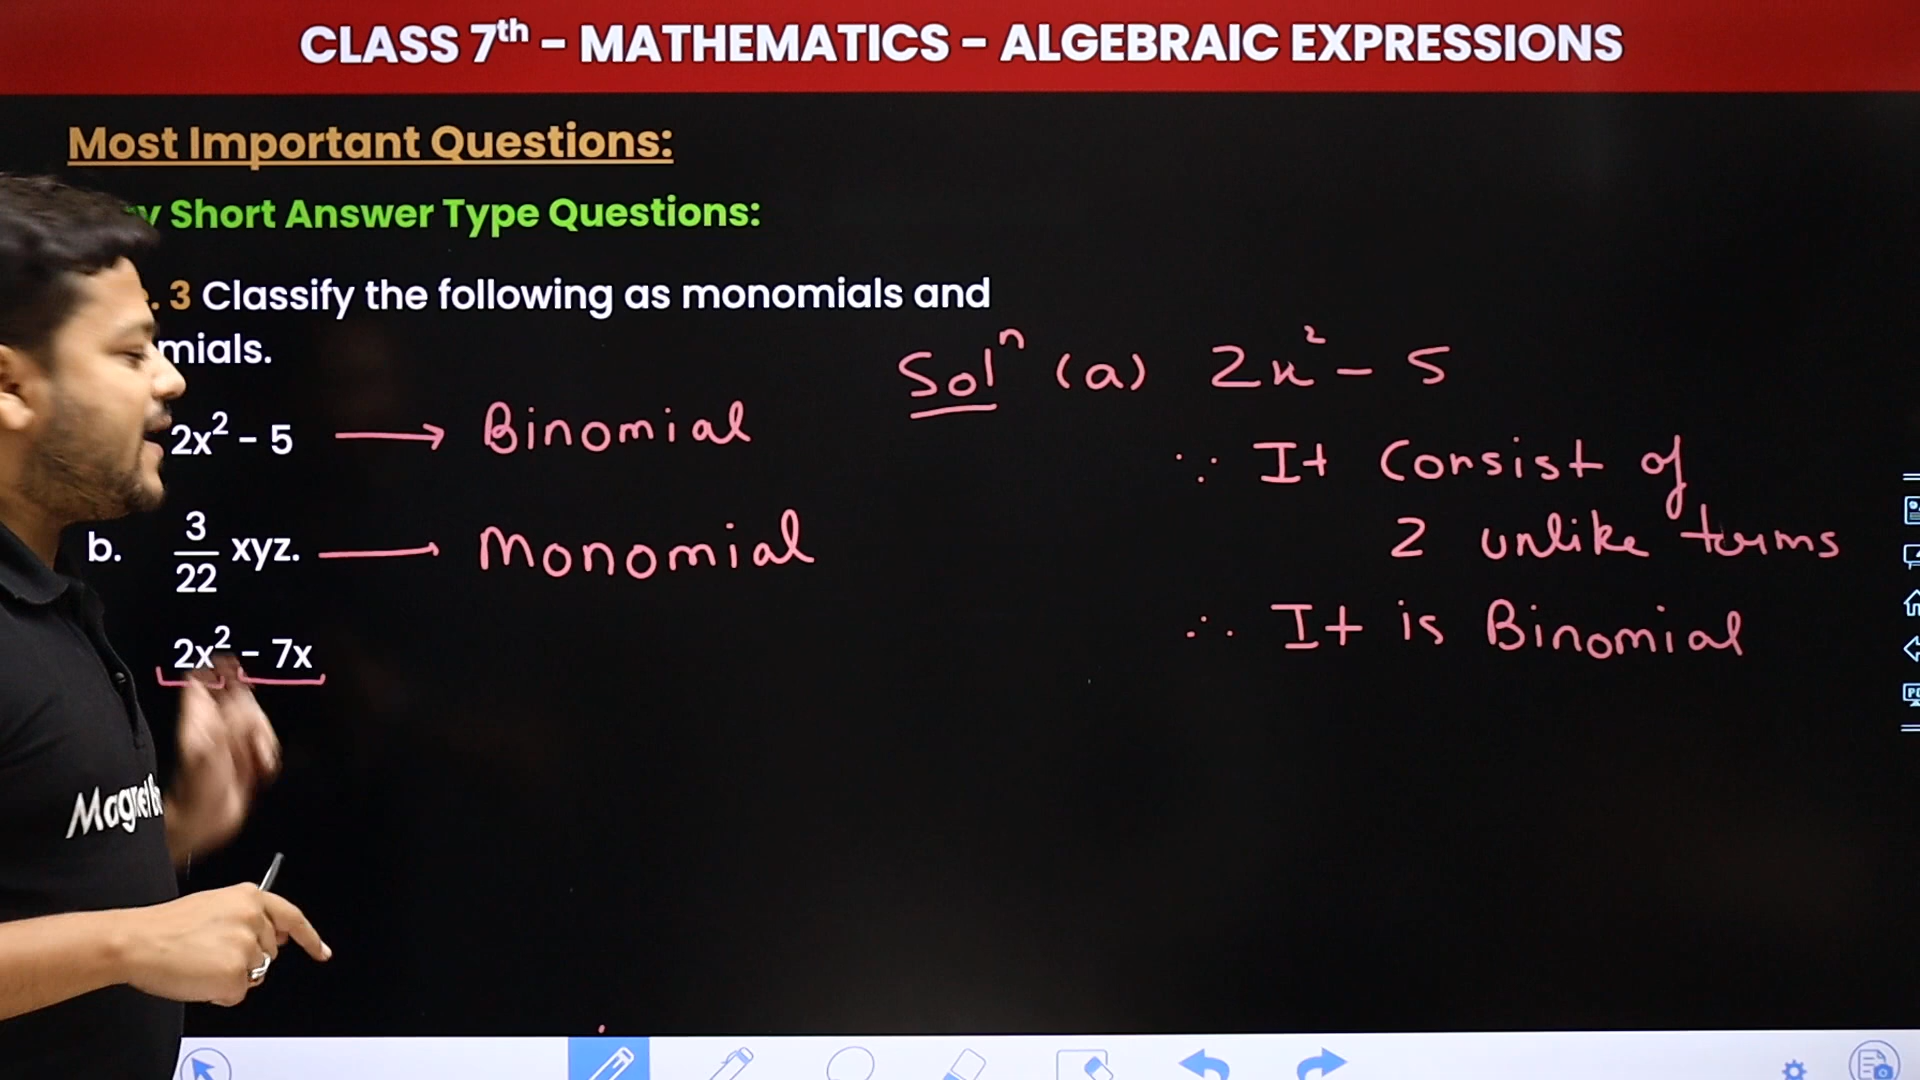 CLASS 7th - MATHEMATICS - ALGEBRAIC EXPRESSIONS
Most Important Questions:
Short Answer Type Questions:
3 Classify the following as monomials and
mials.
2x² - 5 → Binomial
b. 3/22 xyz. → Monomial
2x² - 7x
Solⁿ (a) 2x² - 5
∵ It Consist of
2 unlike terms
∴ It is Binomial